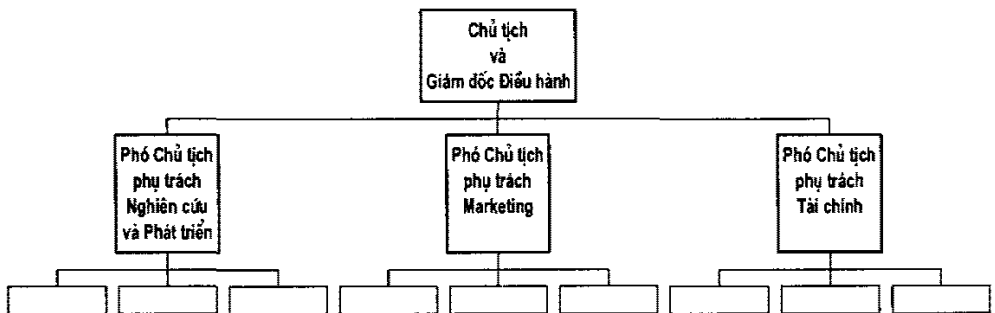 Chủ tịch
và
Giám đốc Điều hành
Phó Chủ tịch
phụ trách
Nghiên cứu
và Phát triển
Phó Chủ tịch
phụ trách
Marketing
Phó Chủ tịch
phụ trách
Tài chính